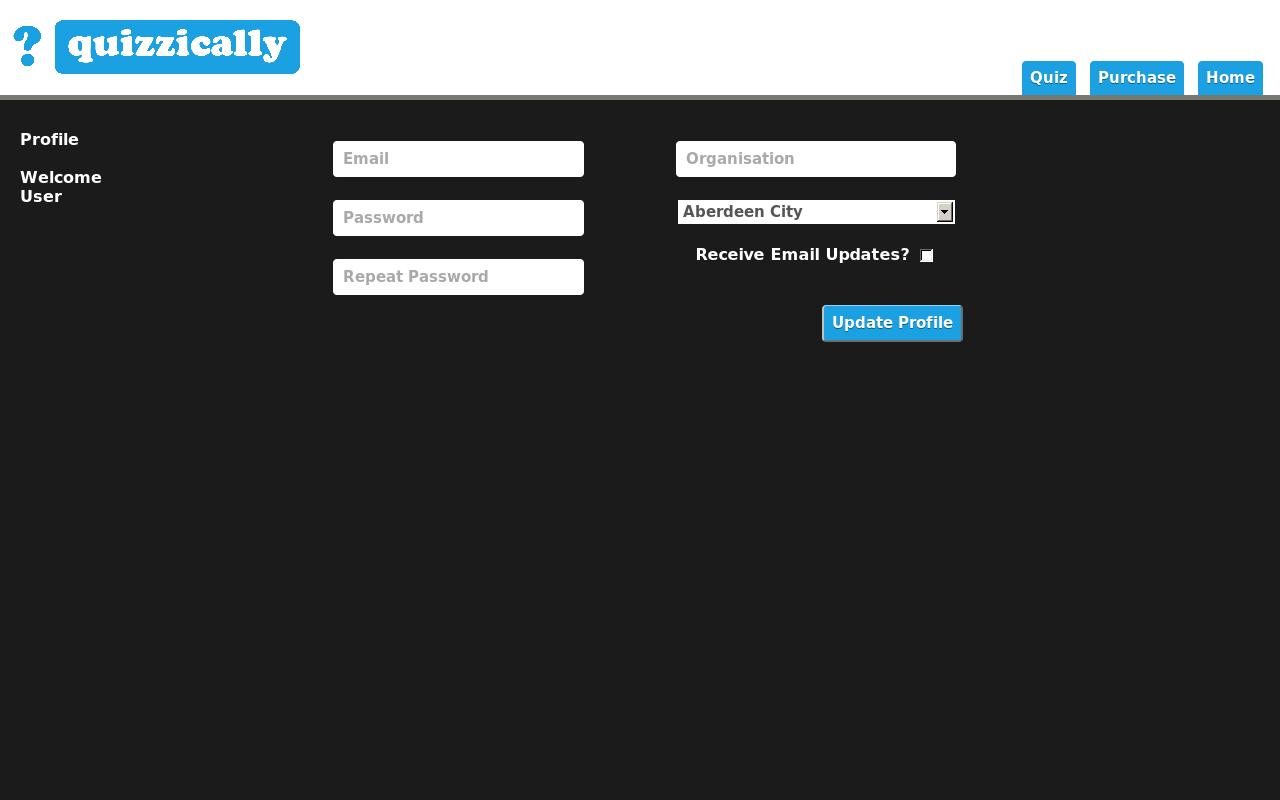 ? quizzically
Quiz Purchase Home
Profile
Welcome
User
Email
Password
Repeat Password
Organisation
Aberdeen City
Receive Email Updates?
Update Profile